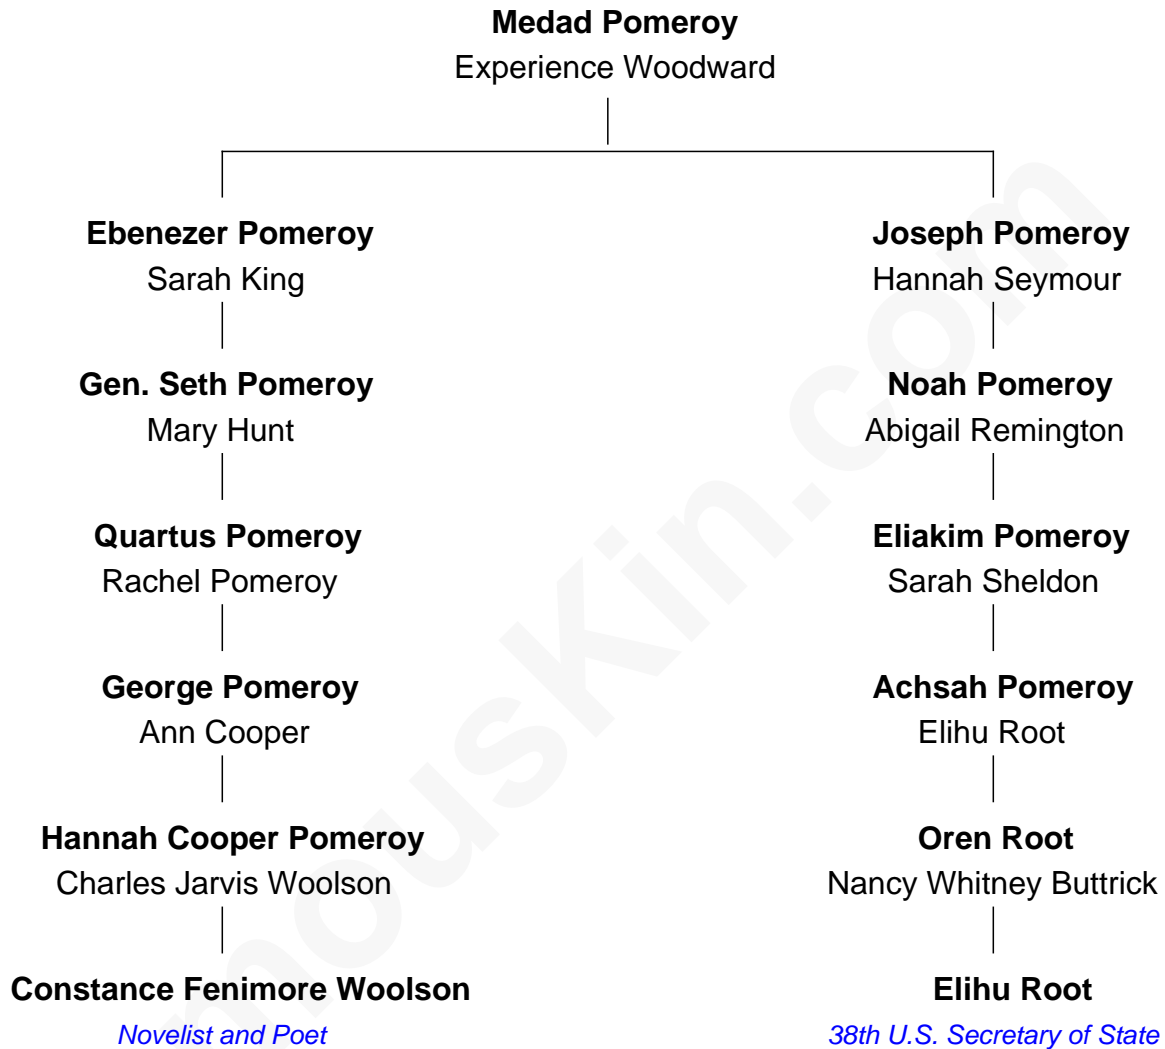 Medad Pomeroy
Experience Woodward
Ebenezer Pomeroy
Sarah King
Joseph Pomeroy
Hannah Seymour
Gen. Seth Pomeroy
Mary Hunt
Noah Pomeroy
Abigail Remington
Quartus Pomeroy
Rachel Pomeroy
Eliakim Pomeroy
Sarah Sheldon
George Pomeroy
Ann Cooper
Achsah Pomeroy
Elihu Root
Hannah Cooper Pomeroy
Charles Jarvis Woolson
Oren Root
Nancy Whitney Buttrick
Constance Fenimore Woolson
Novelist and Poet
Elihu Root
38th U.S. Secretary of State
mousKin.com